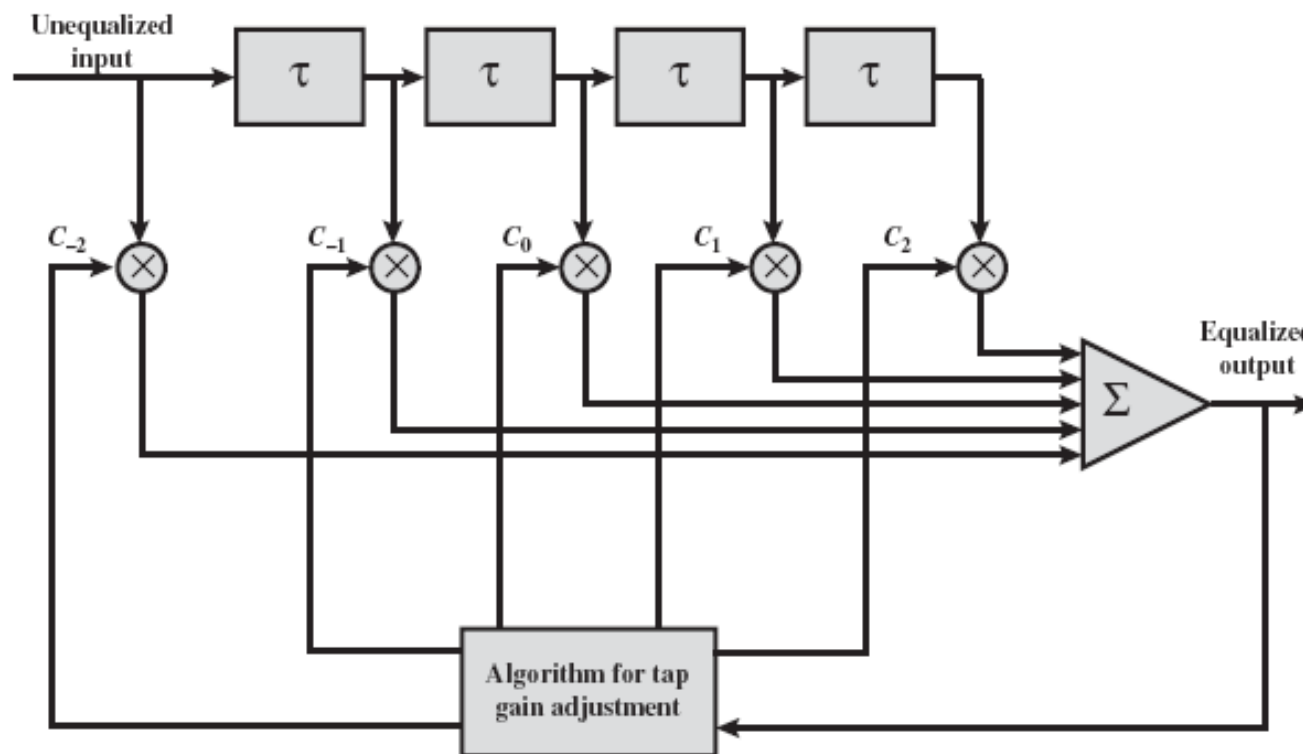 Unequalized
input
τ
τ
τ
τ
C₋₂
C₋₁
C₀
C₁
C₂
Equalized
output
Σ
Algorithm for tap
gain adjustment